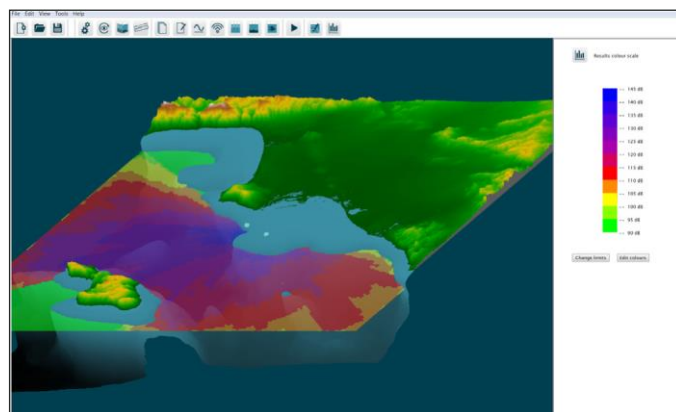 File Edit View Tools Help
Results colour scale
145 dB
140 dB
135 dB
130 dB
125 dB
120 dB
115 dB
110 dB
105 dB
100 dB
95 dB
90 dB
Change limits Edit colours